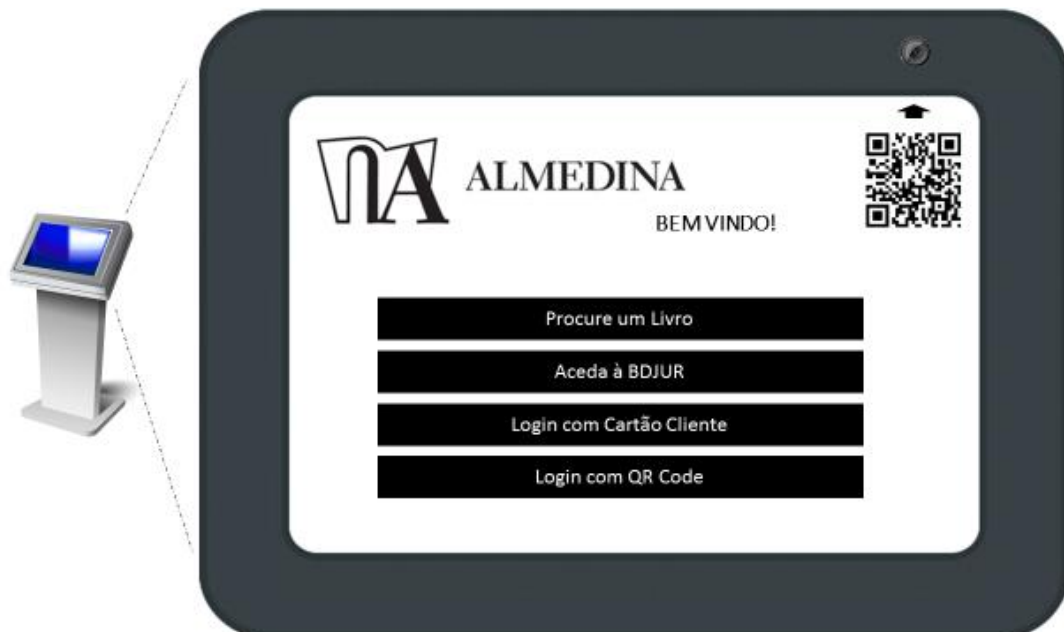 ALMEDINA
BEM VINDO!
Procure um Livro
Aceda à BDJUR
Login com Cartão Cliente
Login com QR Code